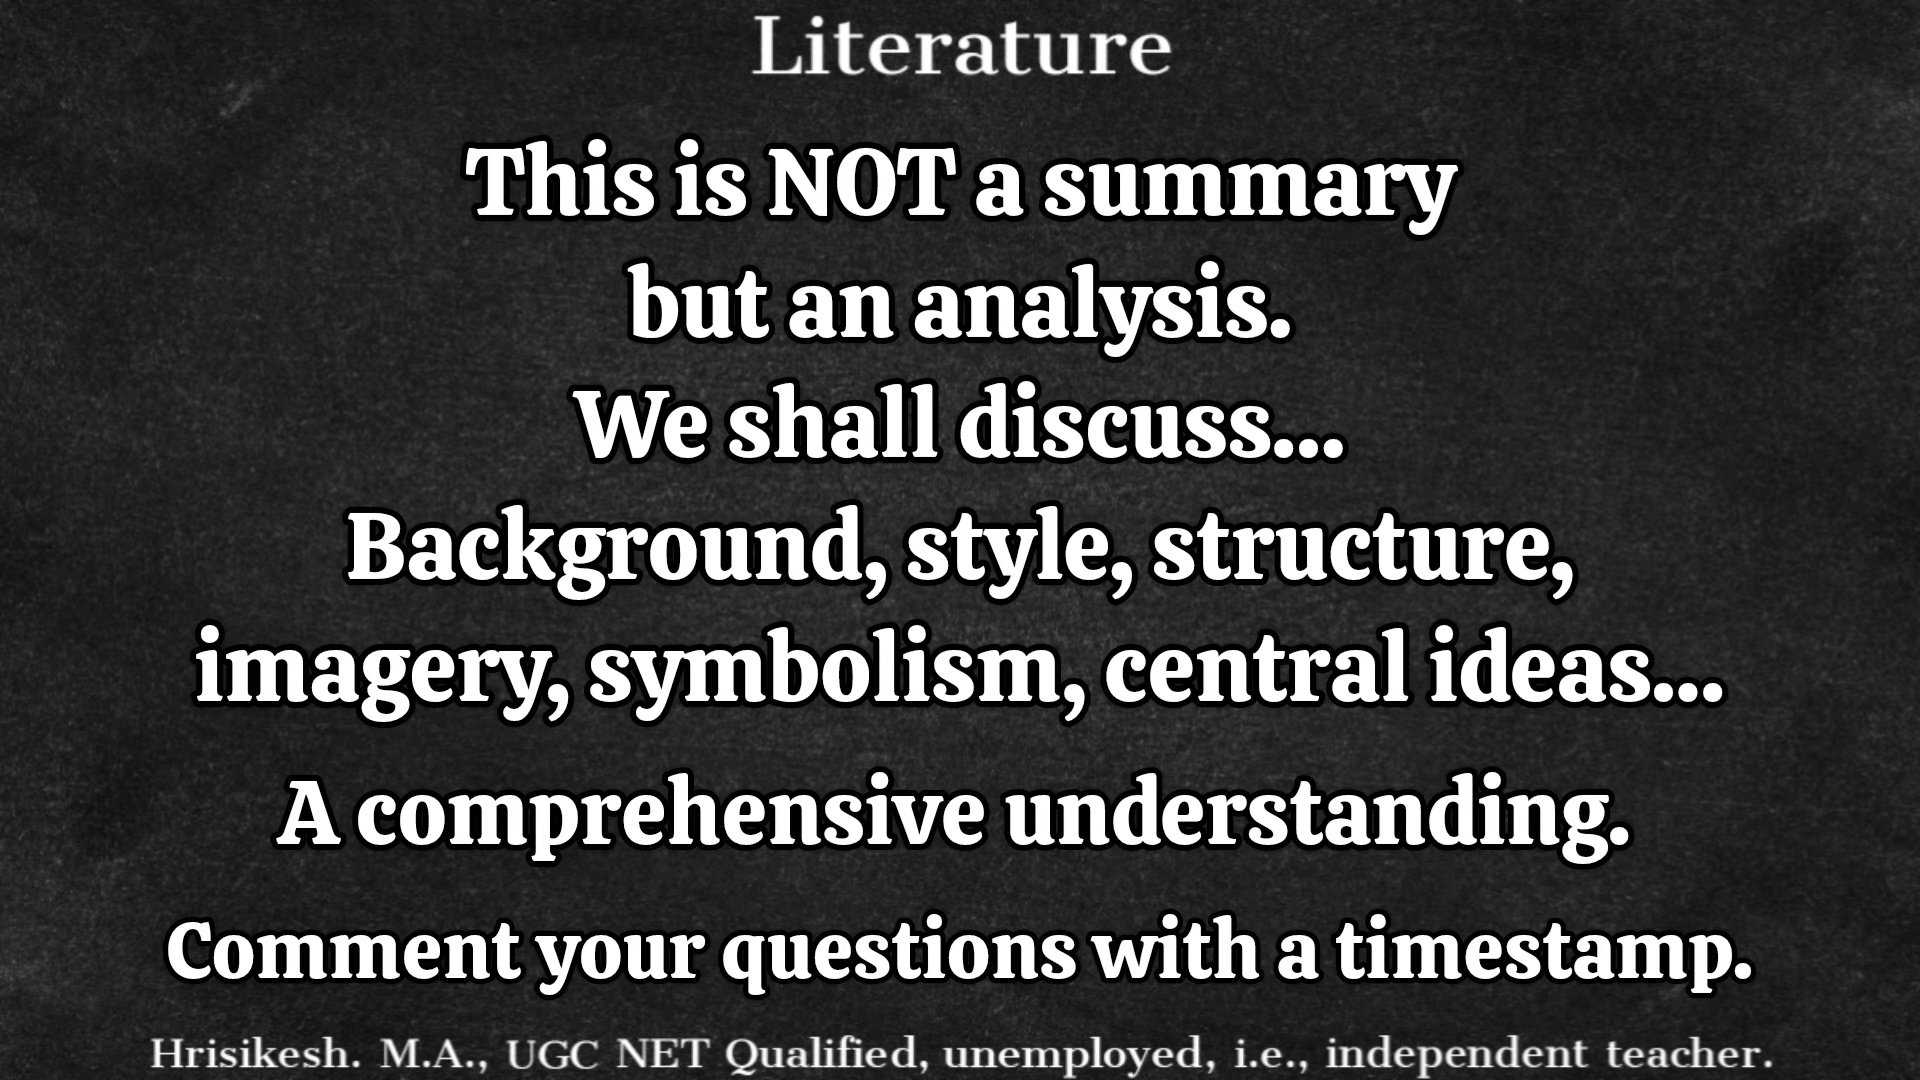 Literature
This is NOT a summary
but an analysis.
We shall discuss...
Background, style, structure,
imagery, symbolism, central ideas...
A comprehensive understanding.
Comment your questions with a timestamp.
Hrisikesh. M.A., UGC NET Qualified, unemployed, i.e., independent teacher.